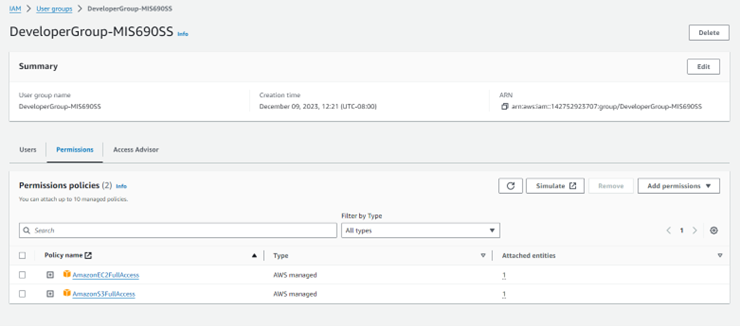 IAM > User groups > DeveloperGroup-MIS690SS
DeveloperGroup-MIS690SS Info
Delete
Summary
Edit
User group name
DeveloperGroup-MIS690SS
Creation time
December 09, 2023, 12:21 (UTC-08:00)
ARN
arn:aws:iam::142752923707:group/DeveloperGroup-MIS690SS
Users
Permissions
Access Advisor
Permissions policies (2) Info
You can attach up to 10 managed policies.
Simulate
Remove
Add permissions
Filter by Type
Search
All types
1
Policy name
Type
Attached entities
AmazonEC2FullAccess
AWS managed
1
AmazonS3FullAccess
AWS managed
1